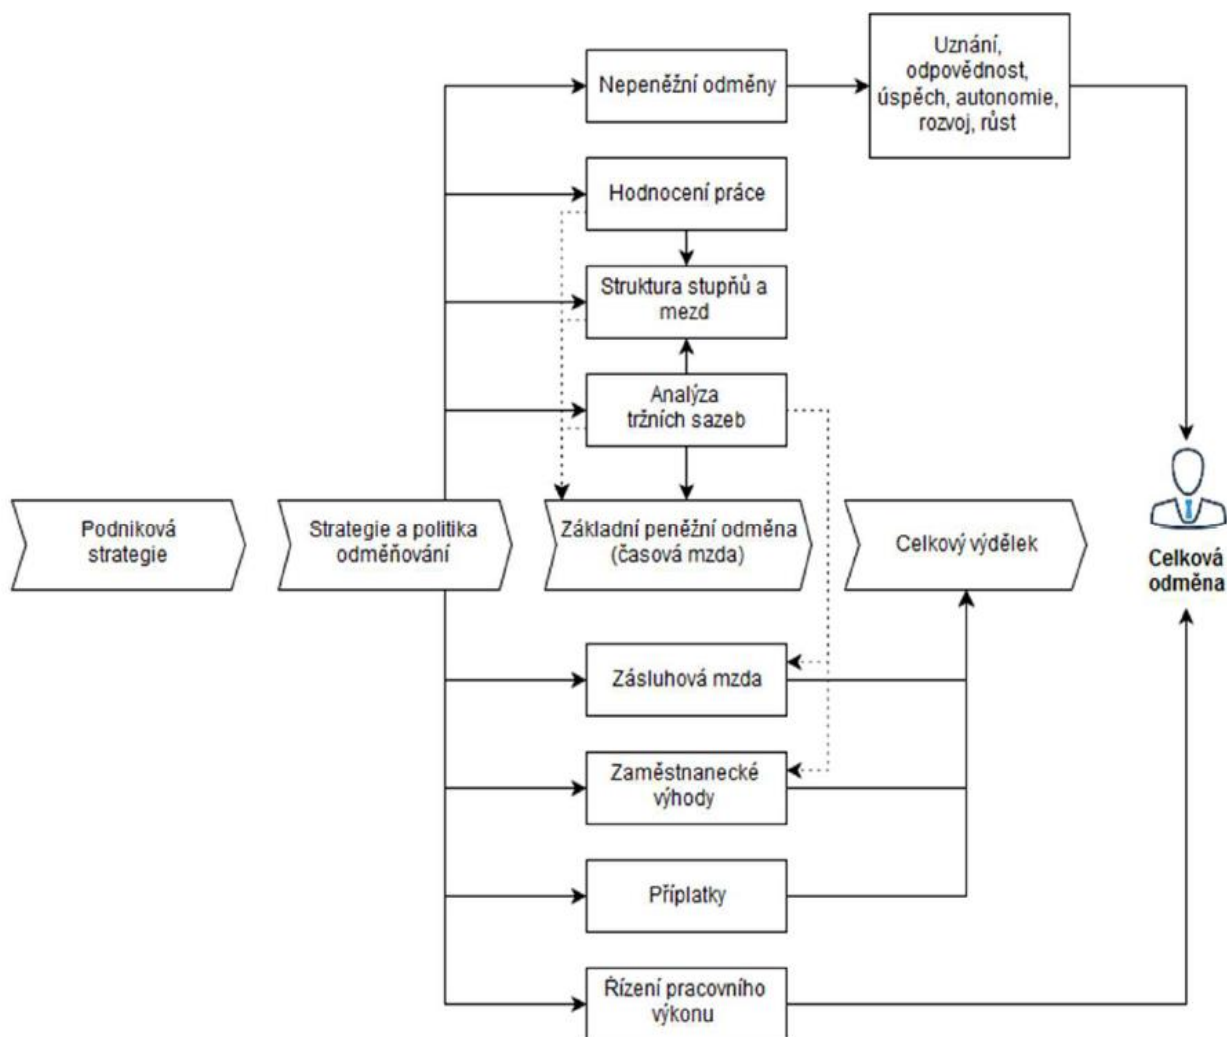 Nepeněžní odměny
Uznání,
odpovědnost,
úspěch, autonomie,
rozvoj, růst
Hodnocení práce
Struktura stupňů a
mezd
Analýza
tržních sazeb
Podniková
strategie
Strategie a politika
odměňování
Základní peněžní odměna
(časová mzda)
Celkový výdělek
Celková
odměna
Zásluhová mzda
Zaměstnanecké
výhody
Příplatky
Řízení pracovního
výkonu